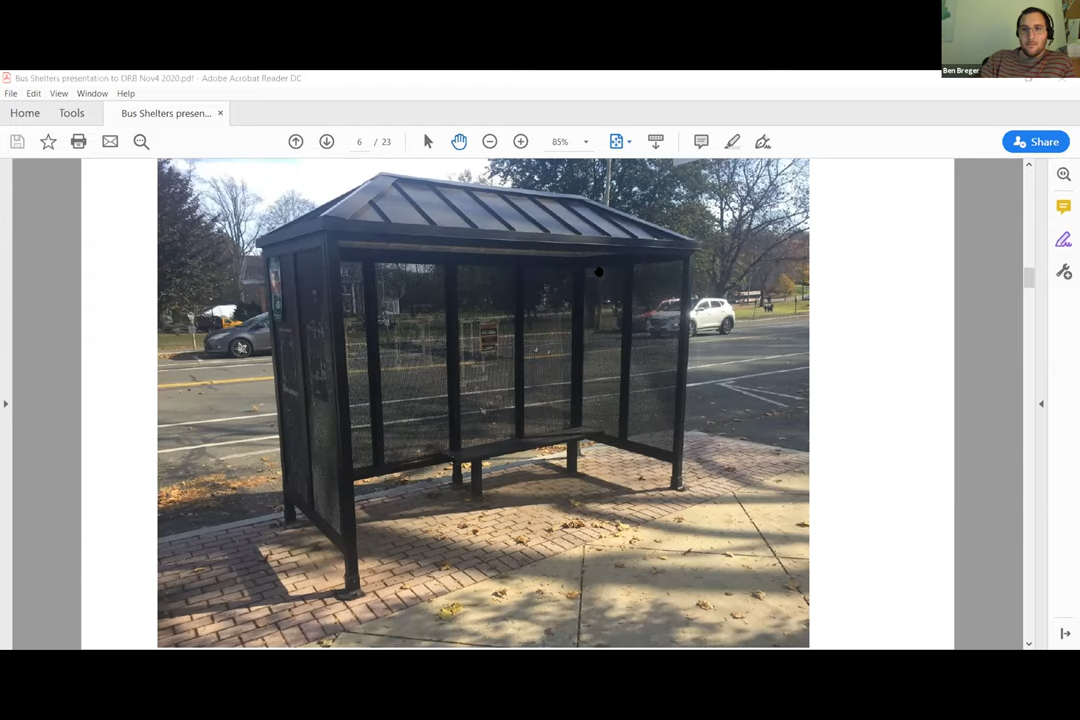 Ben Breger
Bus Shelters presentation to DRB Nov4 2020.pdf - Adobe Acrobat Reader DC
File Edit View Window Help
Home Tools Bus Shelters presen... ×
6 / 23 85% Share